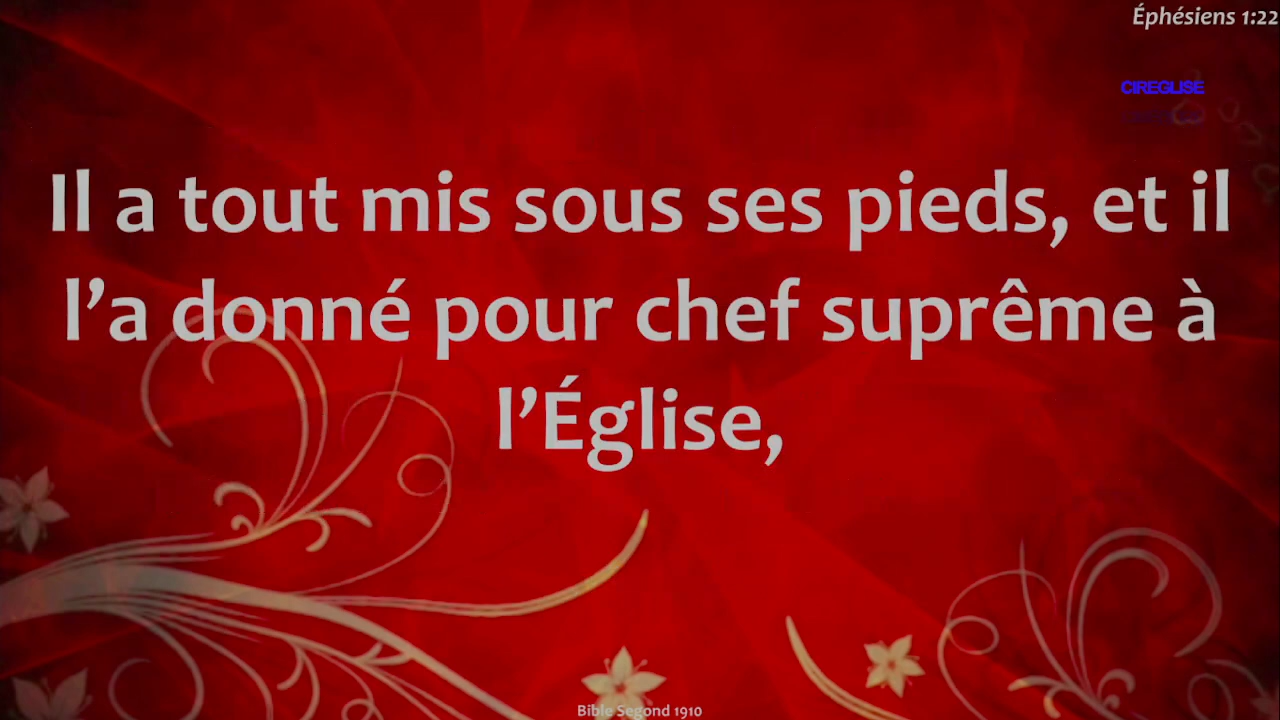 Éphésiens 1:22
CIREGLISE
Il a tout mis sous ses pieds, et il
l’a donné pour chef suprême à
l’Église,
Bible Segond 1910